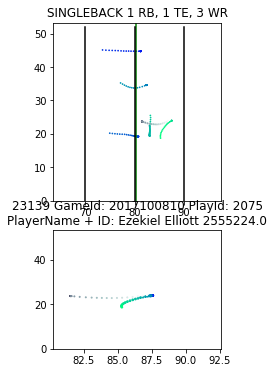 SINGLEBACK 1 RB, 1 TE, 3 WR
50
40
30
20
10
0
70 80 90
23139 GameId: 2017100810 PlayId: 2075
PlayerName + ID: Ezekiel Elliott 2555224.0
40
20
0
82.5 85.0 87.5 90.0 92.5